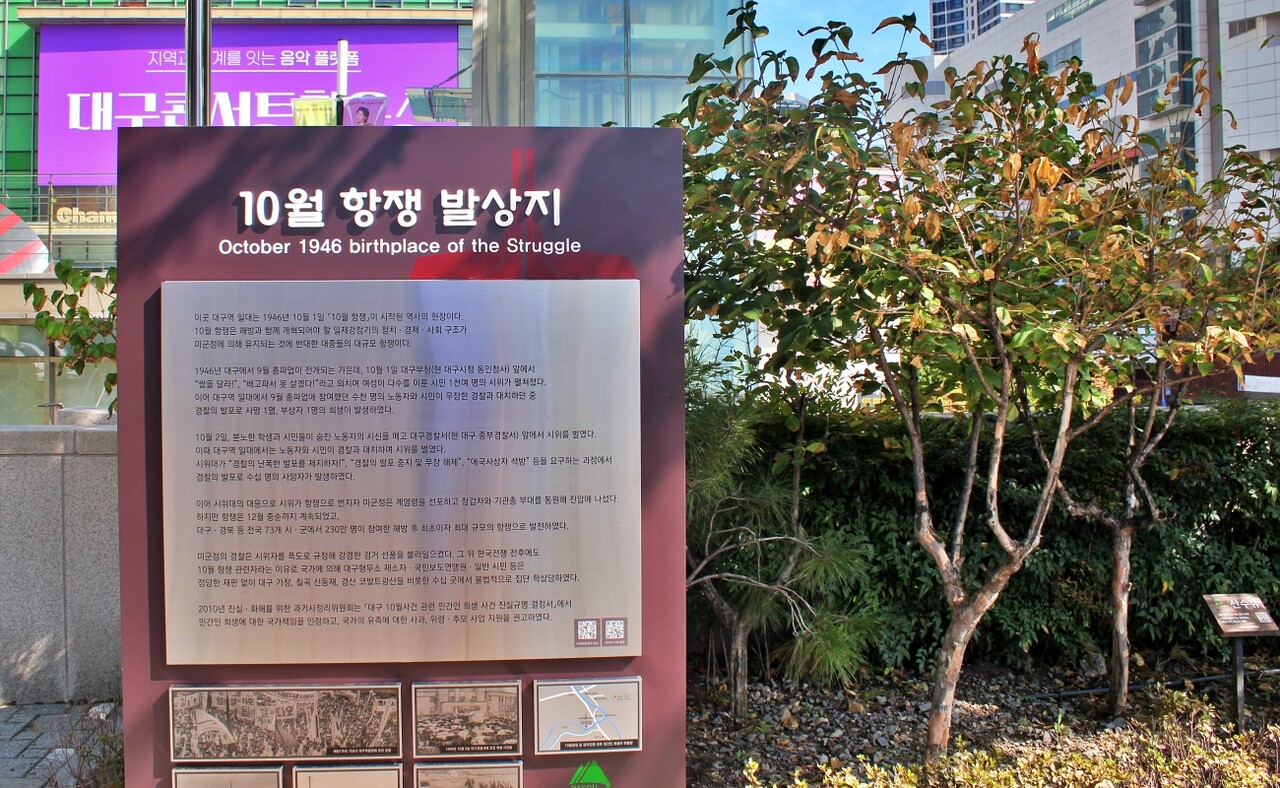 지역과 세계를 잇는 음악 플랫폼
대구콘서트하우스
Cham
10월 항쟁 발상지
October 1946 birthplace of the Struggle
이곳 대구역 일대는 1946년 10월 1일 「10월 항쟁」이 시작된 역사의 현장이다.
10월 항쟁은 해방과 함께 개혁되어야 할 일제강점기의 정치 · 경제 · 사회 구조가
미군정에 의해 유지되는 것에 반대한 대중들의 대규모 항쟁이다.
1946년 대구에서 9월 총파업이 전개되는 가운데, 10월 1일 대구부청(현 대구시청 동인청사) 앞에서
"쌀을 달라!", "배고파서 못 살겠다!"라고 외치며 여성이 다수를 이룬 시민 1천여 명의 시위가 펼쳐졌다.
이어 대구역 일대에서 9월 총파업에 참여했던 수천 명의 노동자와 시민이 무장한 경찰과 대치하던 중
경찰의 발포로 사망 1명, 부상자 1명의 희생이 발생하였다.
10월 2일, 분노한 학생과 시민들이 숨진 노동자의 시신을 메고 대구경찰서(현 대구 중부경찰서) 앞에서 시위를 벌였다.
이때 대구역 일대에서는 노동자와 시민이 경찰과 대치하며 시위를 벌였다.
시위대가 "경찰의 난폭한 발포를 제지하자!", "경찰의 발포 중지 및 무장 해제", "애국사상자 석방" 등을 요구하는 과정에서
경찰의 발포로 수십 명의 사망자가 발생하였다.
이어 시위대의 대응으로 시위가 항쟁으로 번지자 미군정은 계엄령을 선포하고 장갑차와 기관총 부대를 동원해 진압에 나섰다.
하지만 항쟁은 12월 중순까지 계속되었고,
대구 · 경북 등 전국 73개 시 · 군에서 230만 명이 참여한 해방 후 최초이자 최대 규모의 항쟁으로 발전하였다.
미군정의 경찰은 시위자를 폭도로 규정해 강경한 검거 선풍을 불러일으켰다. 그 뒤 한국전쟁 전후에도
10월 항쟁 관련자라는 이유로 국가에 의해 대구형무소 재소자 · 국민보도연맹원 · 일반 시민 등은
정당한 재판 없이 대구 가창, 칠곡 신동재, 경산 코발트광산을 비롯한 수십 곳에서 불법적으로 집단 학살당하였다.
2010년 진실 · 화해를 위한 과거사정리위원회는 「대구 10월사건 관련 민간인 희생 사건 진실규명 결정서」에서
민간인 희생에 대한 국가책임을 인정하고, 국가의 유족에 대한 사과, 위령 · 추모 사업 지원을 권고하였다.
산수유